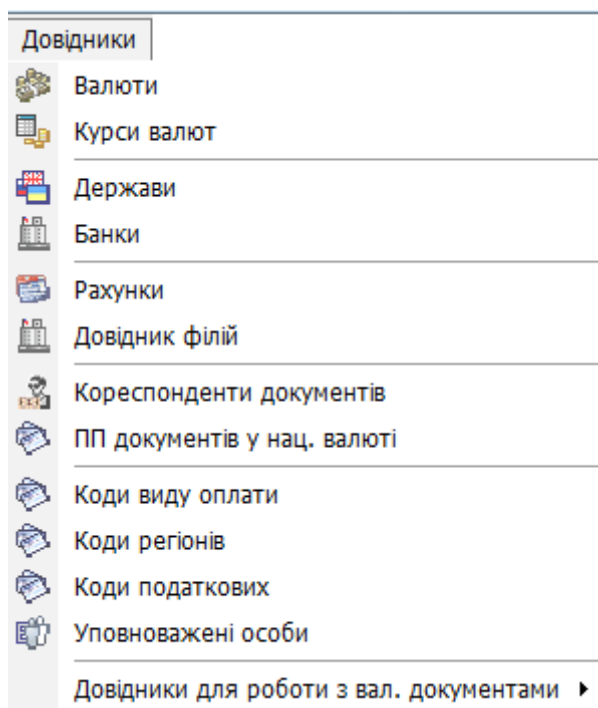 Довідники
Валюти
Курси валют
Держави
Банки
Рахунки
Довідник філій
Кореспонденти документів
ПП документів у нац. валюті
Коди виду оплати
Коди регіонів
Коди податкових
Уповноважені особи
Довідники для роботи з вал. документами